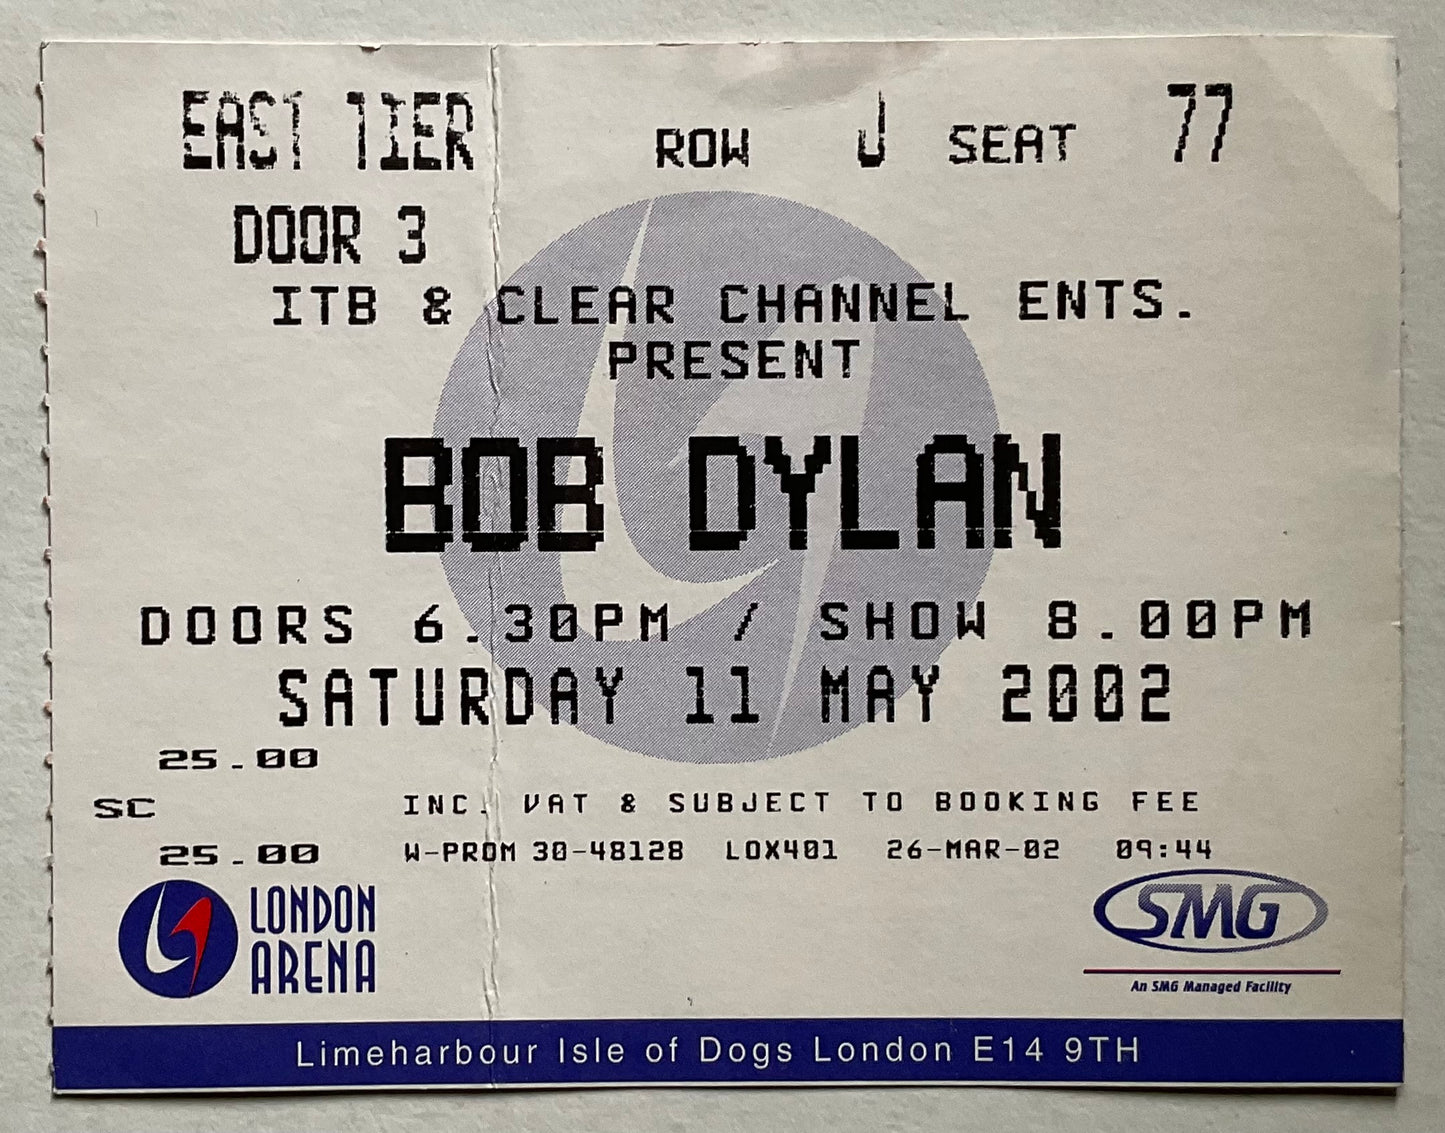 EAST TIER ROW J SEAT 77
DOOR 3
ITB & CLEAR CHANNEL ENTS.
PRESENT
BOB DYLAN
DOORS 6.30PM / SHOW 8.00PM
SATURDAY 11 MAY 2002
25.00
SC INC. VAT & SUBJECT TO BOOKING FEE
25.00 W-PROM 30-48128 LOX401 26-MAR-02 09:44
LONDON
ARENA
SMG
An SMG Managed Facility
Limeharbour Isle of Dogs London E14 9TH